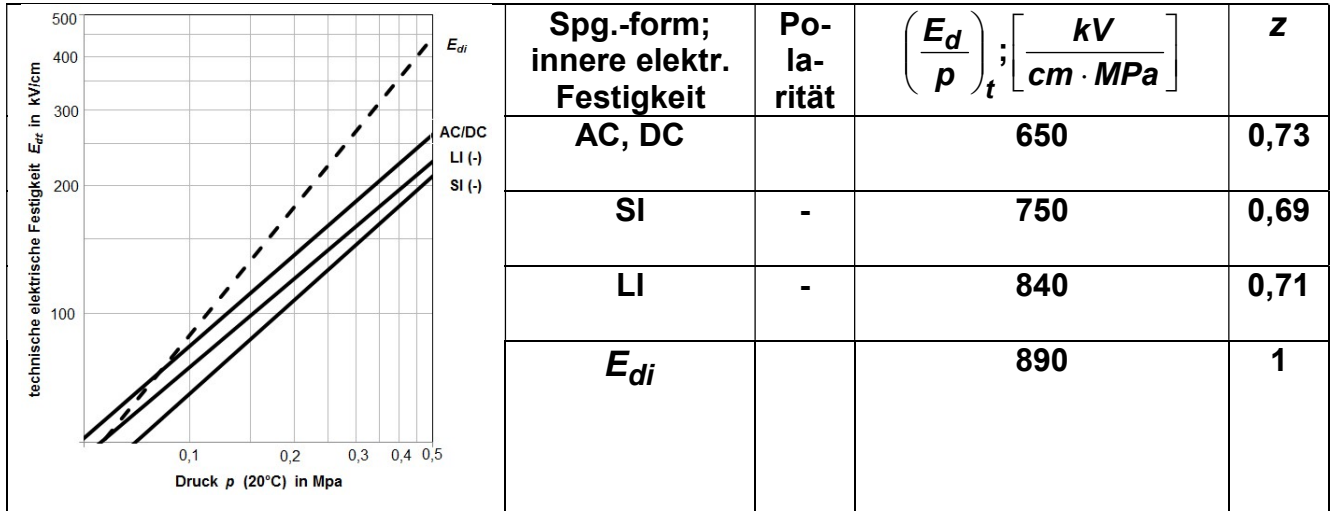 500
400
300
200
100
technische elektrische Festigkeit E_dt in kV/cm
E_di
AC/DC
LI (-)
SI (-)
0,1 0,2 0,3 0,4 0,5
Druck p (20°C) in Mpa
Spg.-form;
innere elektr.
Festigkeit
Po-
la-
rität
(E_d/p)_t ; [kV/(cm · MPa)]
z
AC, DC 650 0,73
SI - 750 0,69
LI - 840 0,71
E_di 890 1